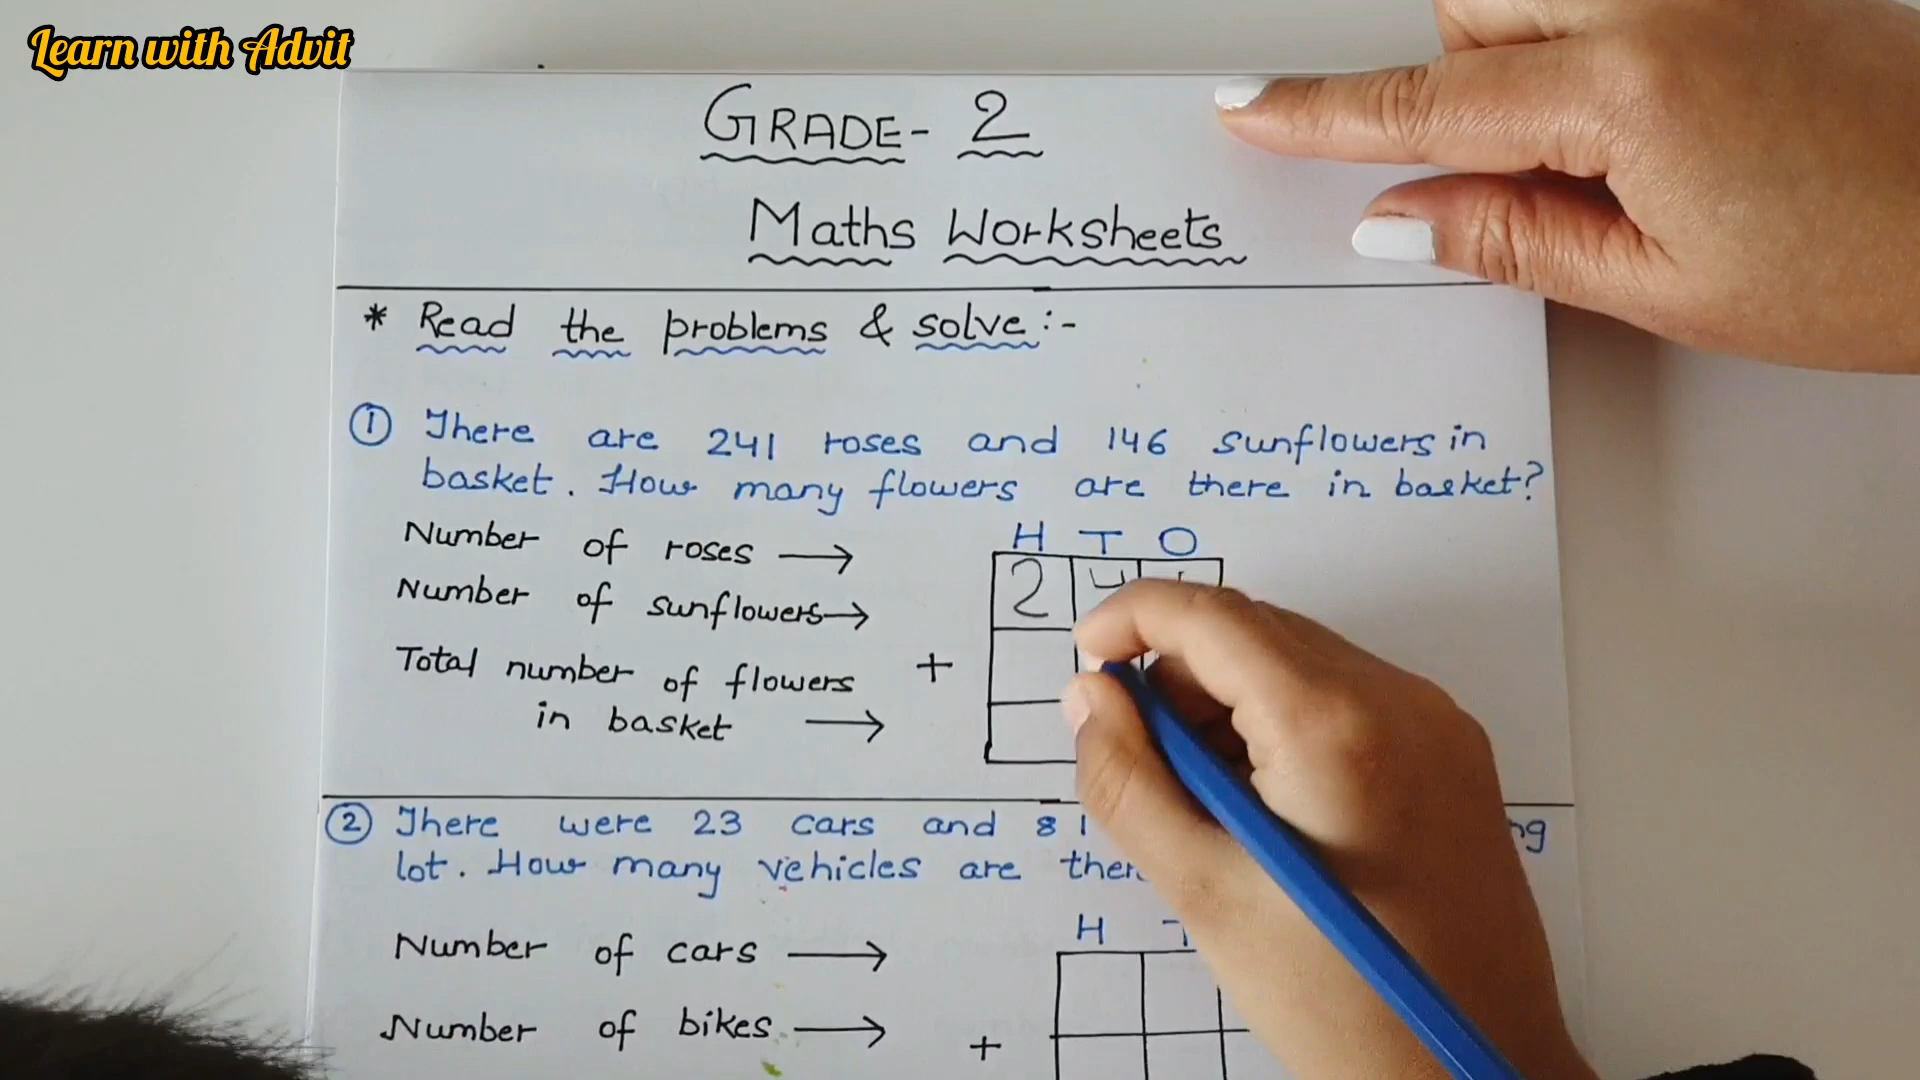 Learn with Advit
GRADE- 2
Maths Worksheets
* Read the problems & solve :-
① There are 241 roses and 146 sunflowers in
basket. How many flowers are there in basket?
H T O
Number of roses →
2 4
Number of sunflowers →
Total number of flowers
+
in basket →
② There were 23 cars and 81
lot. How many vehicles are
H T
Number of cars →
Number of bikes →
+